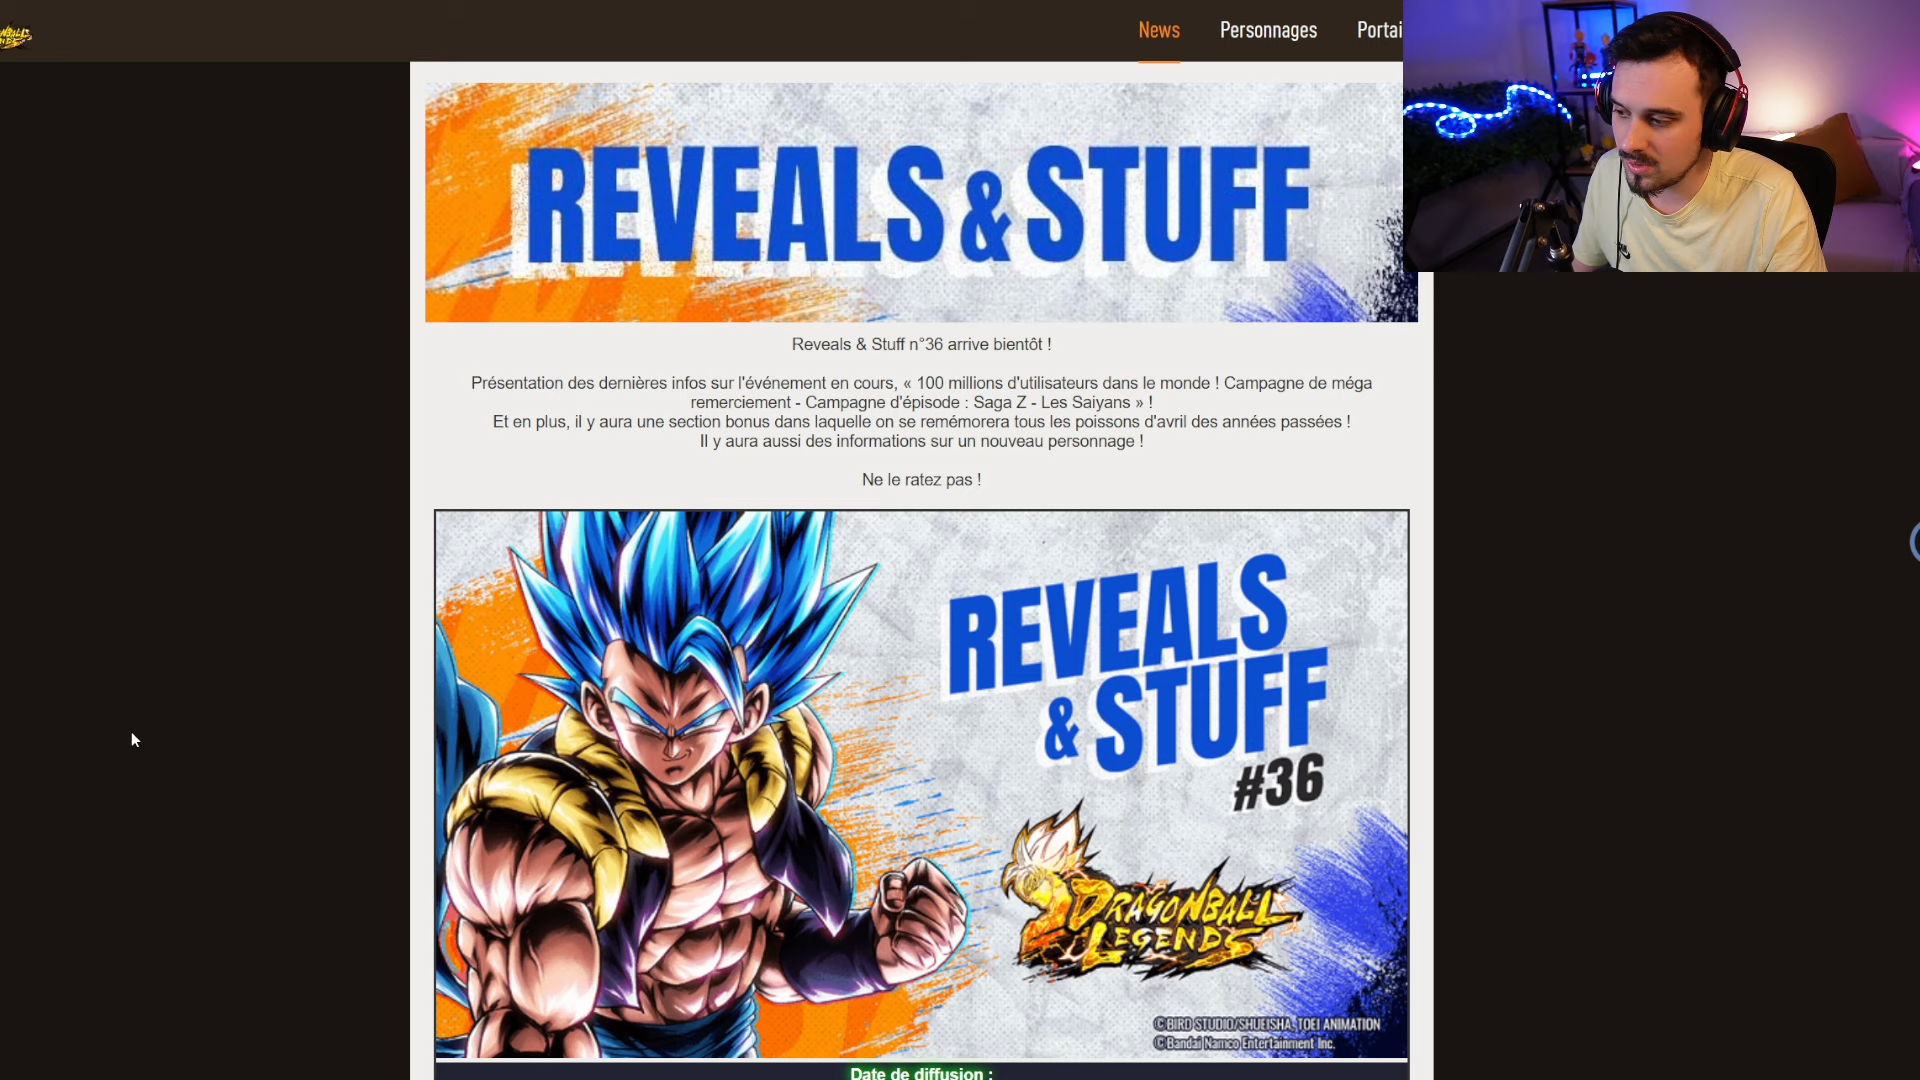 News Personnages Portai
REVEALS & STUFF
Reveals & Stuff n°36 arrive bientôt !
Présentation des dernières infos sur l'événement en cours, « 100 millions d'utilisateurs dans le monde ! Campagne de méga
remerciement - Campagne d'épisode : Saga Z - Les Saiyans » !
Et en plus, il y aura une section bonus dans laquelle on se remémorera tous les poissons d'avril des années passées !
Il y aura aussi des informations sur un nouveau personnage !
Ne le ratez pas !
REVEALS
& STUFF
#36
DRAGONBALL
LEGENDS
©BIRD STUDIO/SHUEISHA, TOEI ANIMATION
©Bandai Namco Entertainment Inc.
Date de diffusion :